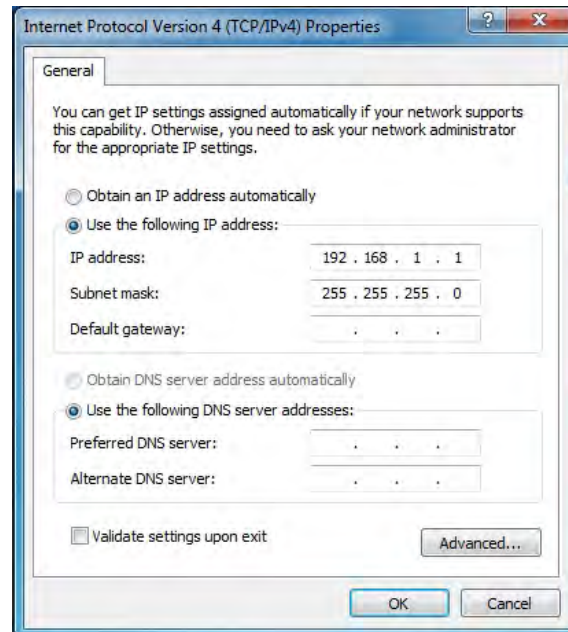 Internet Protocol Version 4 (TCP/IPv4) Properties
General
You can get IP settings assigned automatically if your network supports
this capability. Otherwise, you need to ask your network administrator
for the appropriate IP settings.
Obtain an IP address automatically
Use the following IP address:
IP address: 192 . 168 . 1 . 1
Subnet mask: 255 . 255 . 255 . 0
Default gateway: . . .
Obtain DNS server address automatically
Use the following DNS server addresses:
Preferred DNS server: . . .
Alternate DNS server: . . .
Validate settings upon exit
Advanced...
OK Cancel